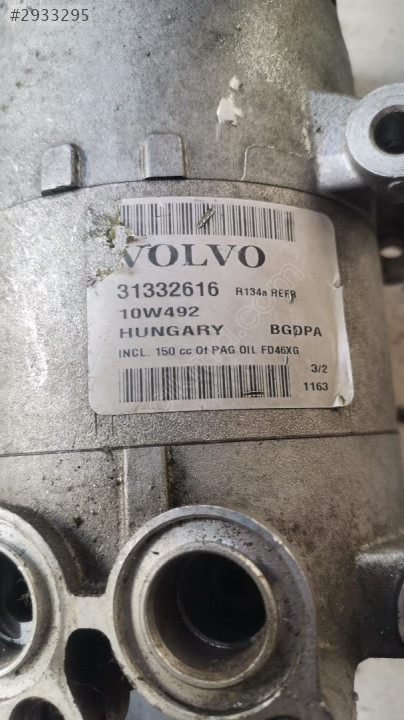 #2933295
VOLVO
31332616 R134a REFR
10W492
HUNGARY BGDPA
INCL. 150 cc Of PAG OIL FD46XG
3/2
1163